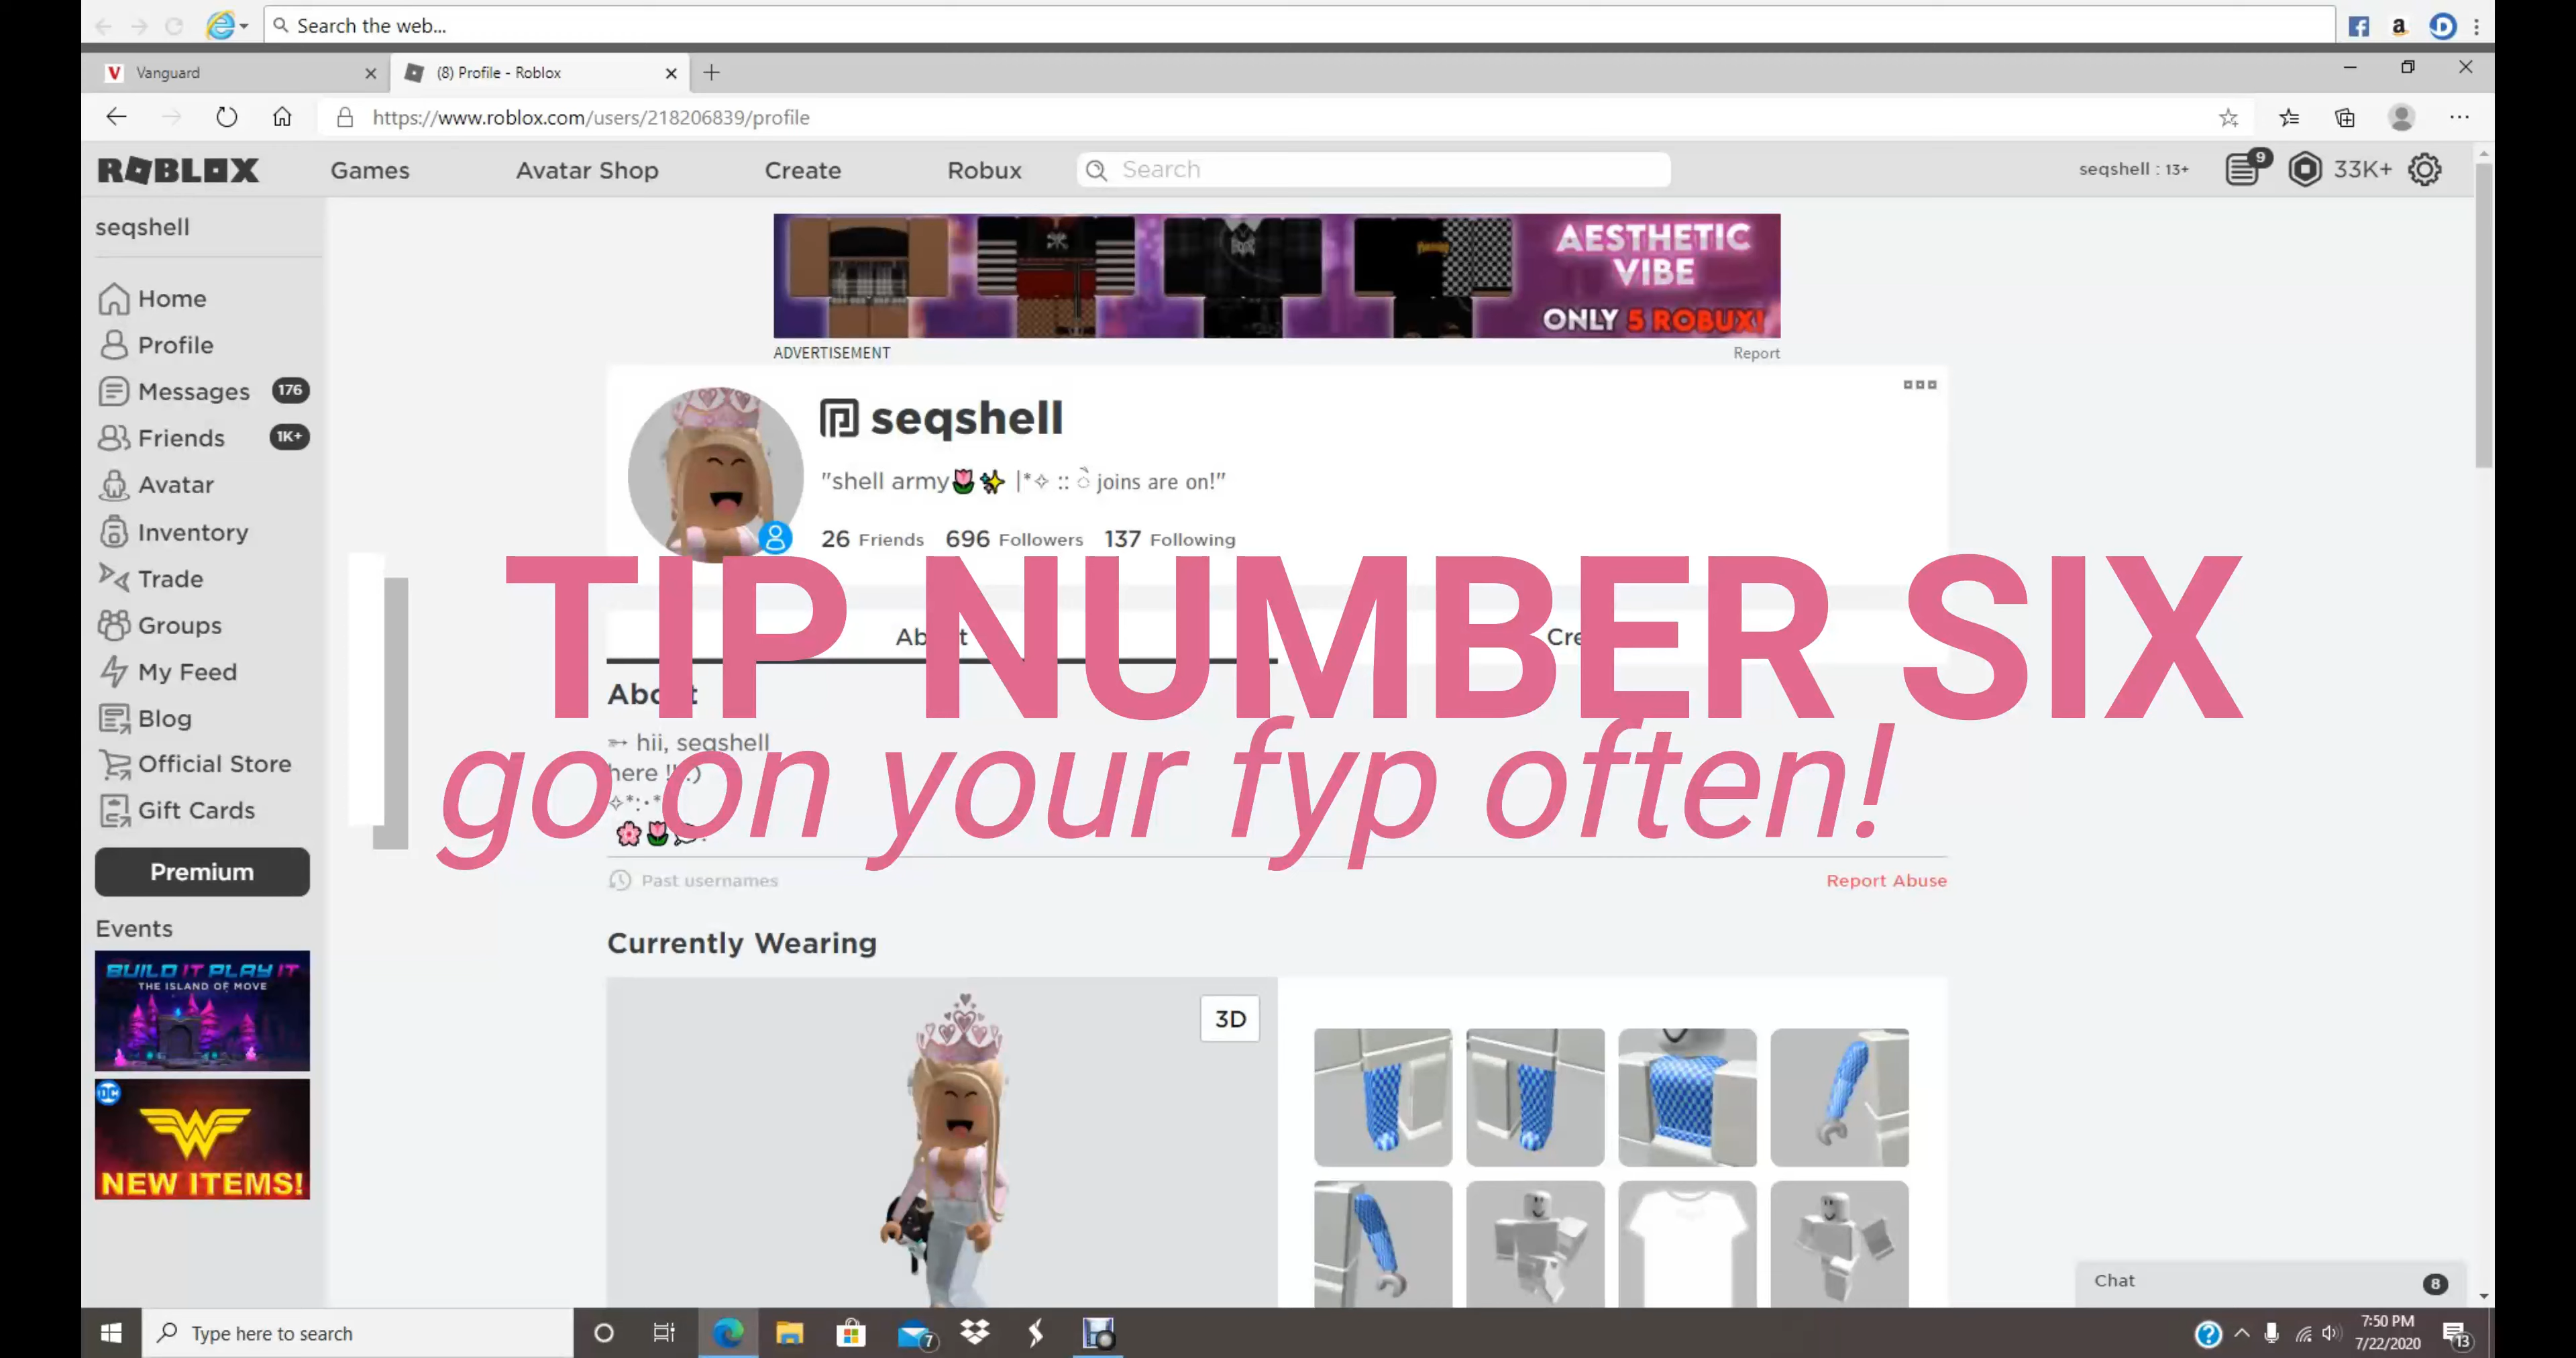 Search the web...
Vanguard
(8) Profile - Roblox
https://www.roblox.com/users/218206839/profile
ROBLOX
Games
Avatar Shop
Create
Robux
Search
seqshell : 13+
9
33K+
seqshell
Home
Profile
Messages 176
Friends 1K+
Avatar
Inventory
Trade
Groups
My Feed
Blog
Official Store
Gift Cards
Premium
Events
BUILD IT PLAY IT
THE ISLAND OF MOVE
DC
NEW ITEMS!
AESTHETIC
VIBE
ONLY 5 ROBUX!
ADVERTISEMENT
Report
seqshell
"shell army🌷✨ |*✧ :: ੈ joins are on!"
26 Friends 696 Followers 137 Following
TIP NUMBER SIX
go on your fyp often!
About
➳ hii, seqshell
here !! :)
🌸🌷
Past usernames
Report Abuse
Currently Wearing
3D
Chat
8
Type here to search
7
7:50 PM
7/22/2020
13